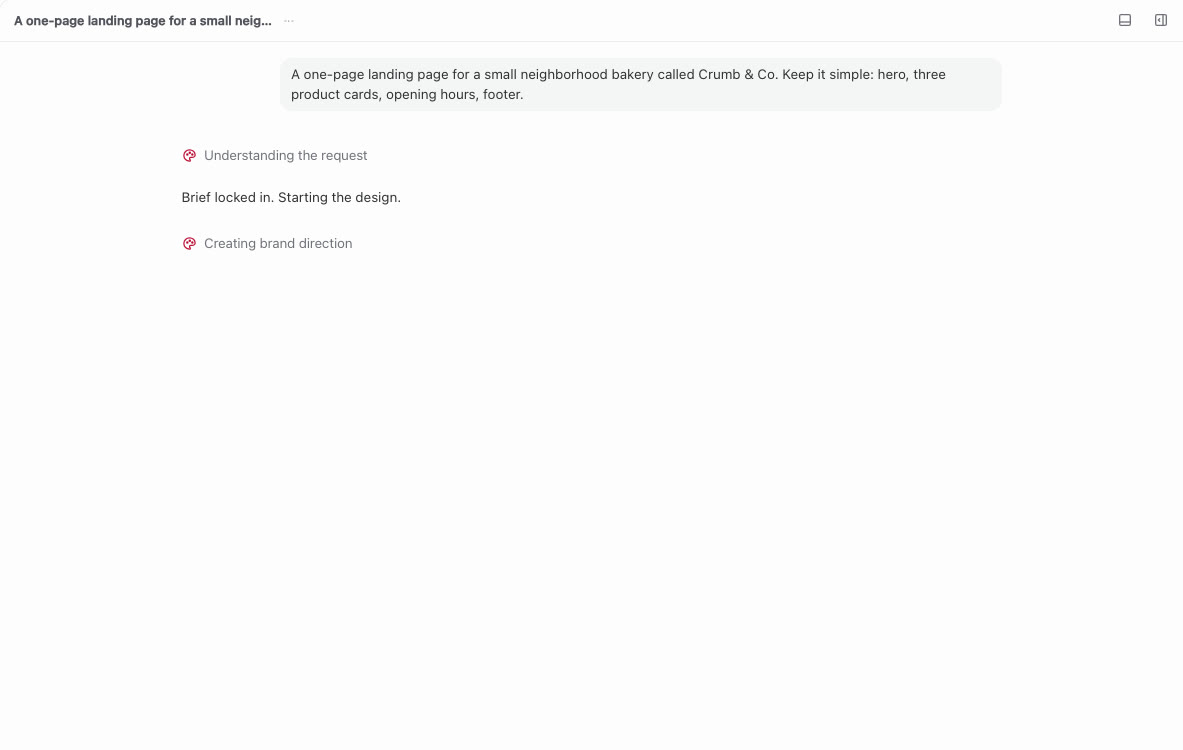 A one-page landing page for a small neig...
A one-page landing page for a small neighborhood bakery called Crumb & Co. Keep it simple: hero, three
product cards, opening hours, footer.
Understanding the request
Brief locked in. Starting the design.
Creating brand direction